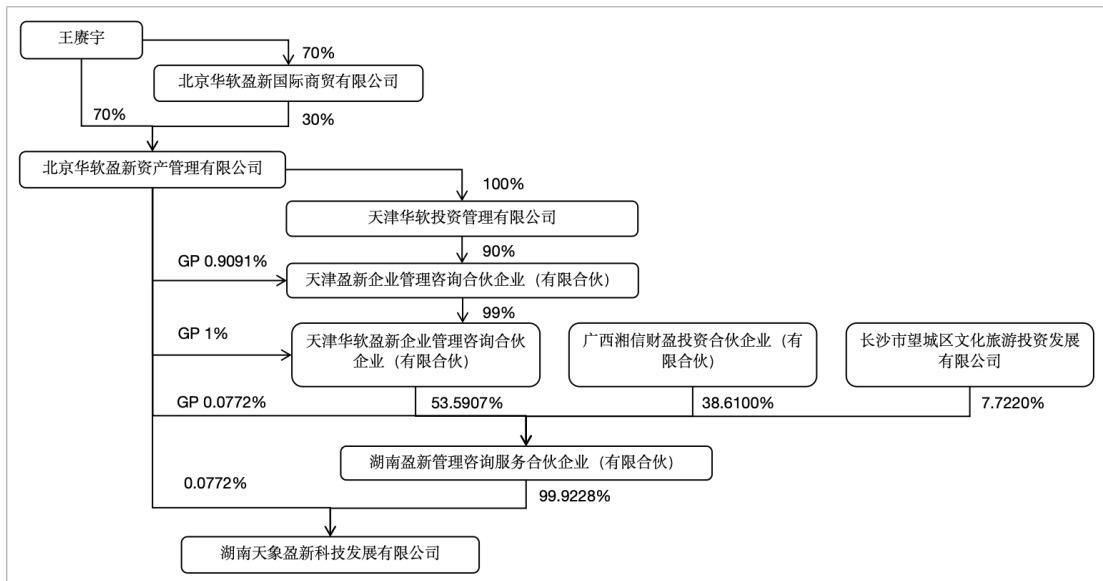 王赓宇
70%
北京华软盈新国际商贸有限公司
70%
30%
北京华软盈新资产管理有限公司
100%
天津华软投资管理有限公司
GP 0.9091%
90%
天津盈新企业管理咨询合伙企业（有限合伙）
99%
GP 1%
天津华软盈新企业管理咨询合伙
企业（有限合伙）
广西湘信财盈投资合伙企业（有
限合伙）
长沙市望城区文化旅游投资发展
有限公司
GP 0.0772%
53.5907%
38.6100%
7.7220%
湖南盈新管理咨询服务合伙企业（有限合伙）
0.0772%
99.9228%
湖南天象盈新科技发展有限公司